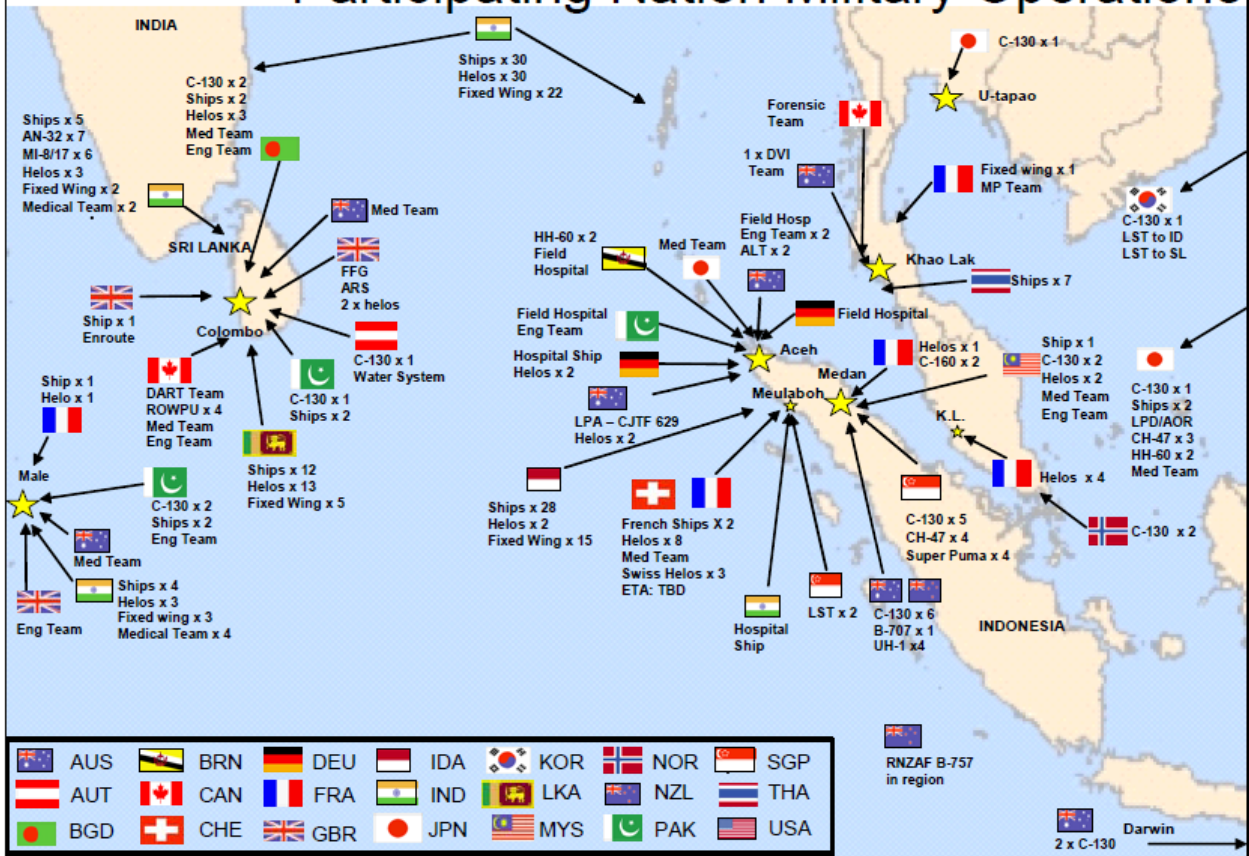 Participating Nation Military Operations
INDIA
Ships x 30
Helos x 30
Fixed Wing x 22
C-130 x 1
U-tapao
C-130 x 2
Ships x 2
Helos x 3
Med Team
Eng Team
Ships x 5
AN-32 x 7
MI-8/17 x 6
Helos x 3
Fixed Wing x 2
Medical Team x 2
Forensic
Team
1 x DVI
Team
Fixed wing x 1
MP Team
C-130 x 1
LST to ID
LST to SL
Med Team
SRI LANKA
FFG
ARS
2 x helos
HH-60 x 2
Field
Hospital
Med Team
Field Hosp
Eng Team x 2
ALT x 2
Khao Lak
Ships x 7
Ship x 1
Enroute
Colombo
C-130 x 1
Water System
Field Hospital
Eng Team
Field Hospital
Hospital Ship
Helos x 2
Aceh
Helos x 1
C-160 x 2
Ship x 1
C-130 x 2
Helos x 2
Med Team
Eng Team
C-130 x 1
Ships x 2
LPD/AOR
CH-47 x 3
HH-60 x 2
Med Team
Ship x 1
Helo x 1
DART Team
ROWPU x 4
Med Team
Eng Team
C-130 x 1
Ships x 2
LPA – CJTF 629
Helos x 2
Medan
Meulaboh
K.L.
Male
Ships x 12
Helos x 13
Fixed Wing x 5
C-130 x 2
Ships x 2
Eng Team
Ships x 28
Helos x 2
Fixed Wing x 15
French Ships X 2
Helos x 8
Med Team
Swiss Helos x 3
ETA: TBD
C-130 x 5
CH-47 x 4
Super Puma x 4
Helos x 4
C-130 x 2
Med Team
Eng Team
Ships x 4
Helos x 3
Fixed wing x 3
Medical Team x 4
Hospital
Ship
LST x 2
C-130 x 6
B-707 x 1
UH-1 x4
INDONESIA
RNZAF B-757
in region
Darwin
2 x C-130
AUS BRN DEU IDA KOR NOR SGP
AUT CAN FRA IND LKA NZL THA
BGD CHE GBR JPN MYS PAK USA